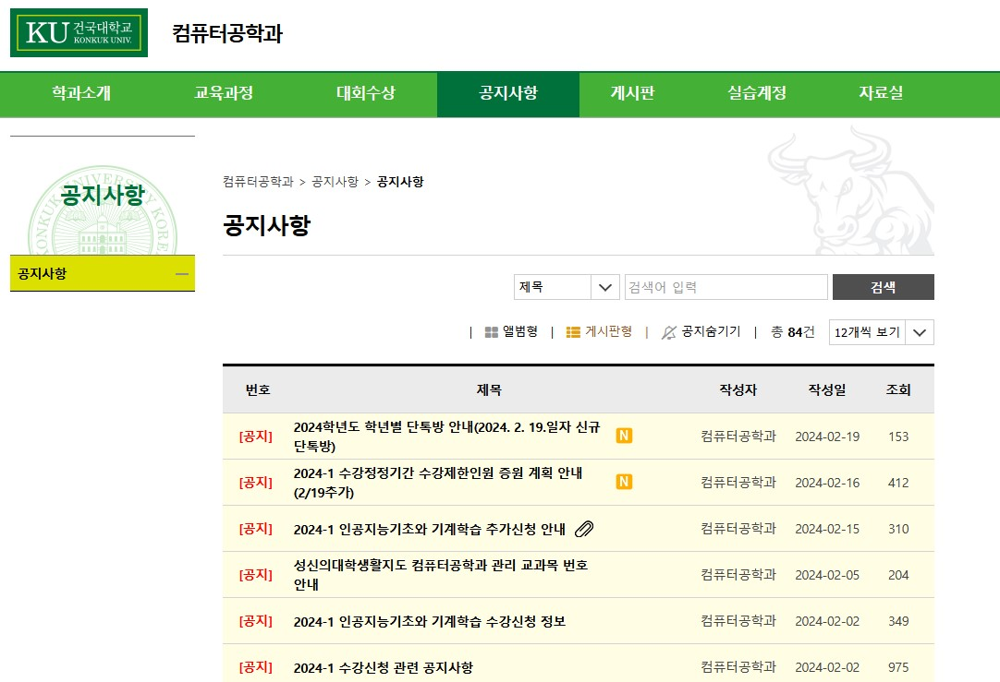 KU 건국대학교
KONKUK UNIV.
컴퓨터공학과
학과소개 교육과정 대회수상 공지사항 게시판 실습계정 자료실
KONKUK UNIVERSITY KOREA
공지사항
공지사항
컴퓨터공학과 > 공지사항 > 공지사항
공지사항
제목 검색어 입력 검색
| 앨범형 | 게시판형 | 공지숨기기 | 총 84건 12개씩 보기
번호 제목 작성자 작성일 조회
[공지] 2024학년도 학년별 단톡방 안내(2024. 2. 19.일자 신규
단톡방) N 컴퓨터공학과 2024-02-19 153
[공지] 2024-1 수강정정기간 수강제한인원 증원 계획 안내
(2/19추가) N 컴퓨터공학과 2024-02-16 412
[공지] 2024-1 인공지능기초와 기계학습 추가신청 안내 컴퓨터공학과 2024-02-15 310
[공지] 성신의대학생활지도 컴퓨터공학과 관리 교과목 번호
안내 컴퓨터공학과 2024-02-05 204
[공지] 2024-1 인공지능기초와 기계학습 수강신청 정보 컴퓨터공학과 2024-02-02 349
[공지] 2024-1 수강신청 관련 공지사항 컴퓨터공학과 2024-02-02 975